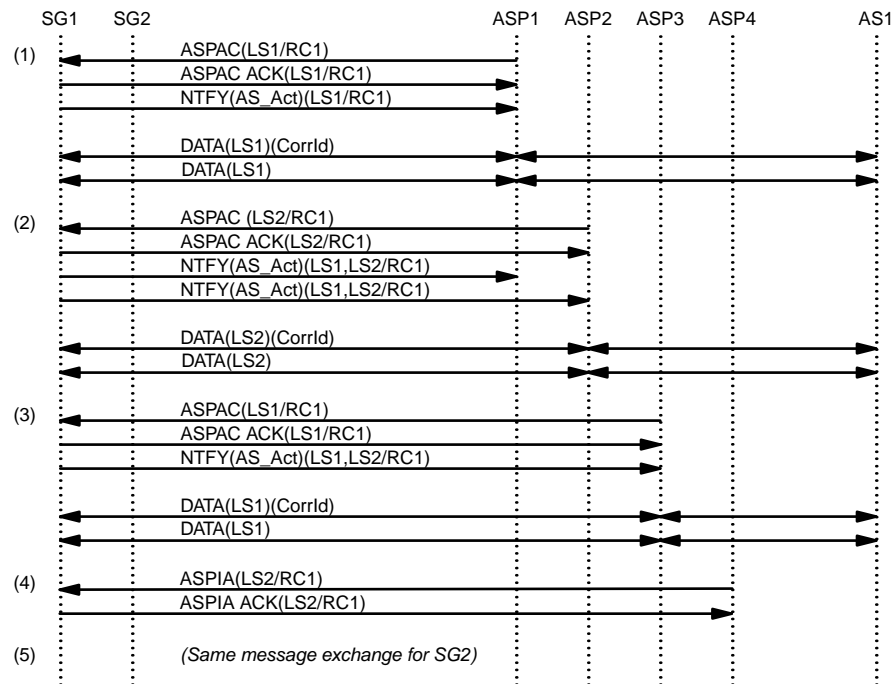 SG1 SG2 ASP1 ASP2 ASP3 ASP4 AS1
(1) ASPAC(LS1/RC1)
ASPAC ACK(LS1/RC1)
NTFY(AS_Act)(LS1/RC1)
DATA(LS1)(CorrId)
DATA(LS1)
(2) ASPAC (LS2/RC1)
ASPAC ACK(LS2/RC1)
NTFY(AS_Act)(LS1,LS2/RC1)
NTFY(AS_Act)(LS1,LS2/RC1)
DATA(LS2)(CorrId)
DATA(LS2)
(3) ASPAC(LS1/RC1)
ASPAC ACK(LS1/RC1)
NTFY(AS_Act)(LS1,LS2/RC1)
DATA(LS1)(CorrId)
DATA(LS1)
(4) ASPIA(LS2/RC1)
ASPIA ACK(LS2/RC1)
(5) (Same message exchange for SG2)